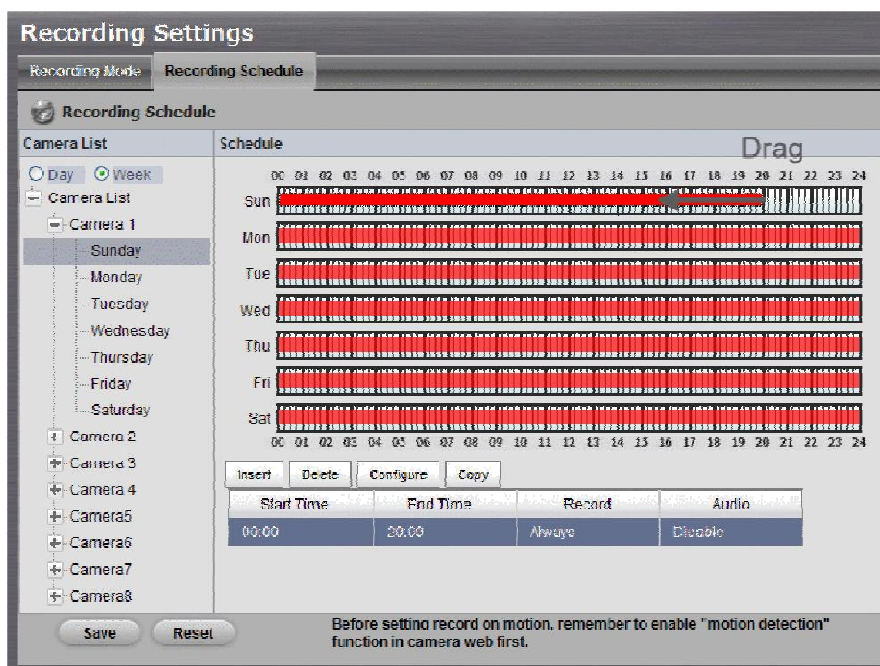 Recording Settings
Recording Mode Recording Schedule
Recording Schedule
Camera List Schedule
Drag
Day Week
Camera List
Camera 1
Sunday
Monday
Tuesday
Wednesday
Thursday
Friday
Saturday
Camera 2
Camera 3
Camera 4
Camera5
Camera6
Camera7
Camera8
00 01 02 03 04 05 06 07 08 09 10 11 12 13 14 15 16 17 18 19 20 21 22 23 24
Sun
Mon
Tue
Wed
Thu
Fri
Sat
00 01 02 03 04 05 06 07 08 09 10 11 12 13 14 15 16 17 18 19 20 21 22 23 24
Insert Delete Configure Copy
Start Time End Time Record Audio
00:00 20:00 Always Disable
Save Reset
Before setting record on motion, remember to enable "motion detection"
function in camera web first.